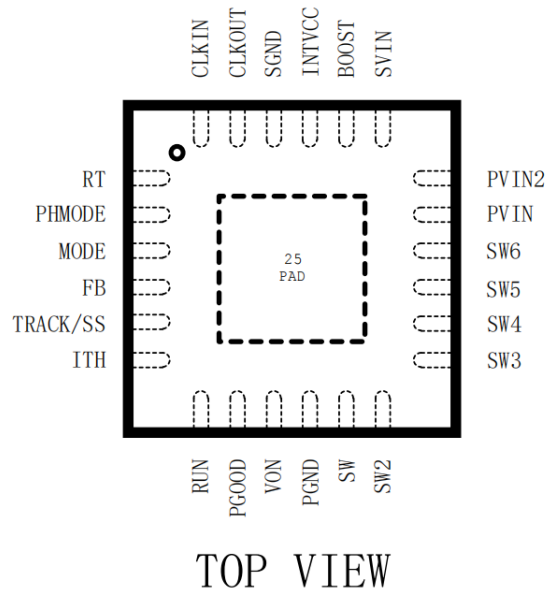 CLKIN
CLKOUT
SGND
INTVCC
BOOST
SVIN
RT
PHMODE
MODE
FB
TRACK/SS
ITH
25
PAD
PVIN2
PVIN
SW6
SW5
SW4
SW3
RUN
PGOOD
VON
PGND
SW
SW2
TOP VIEW